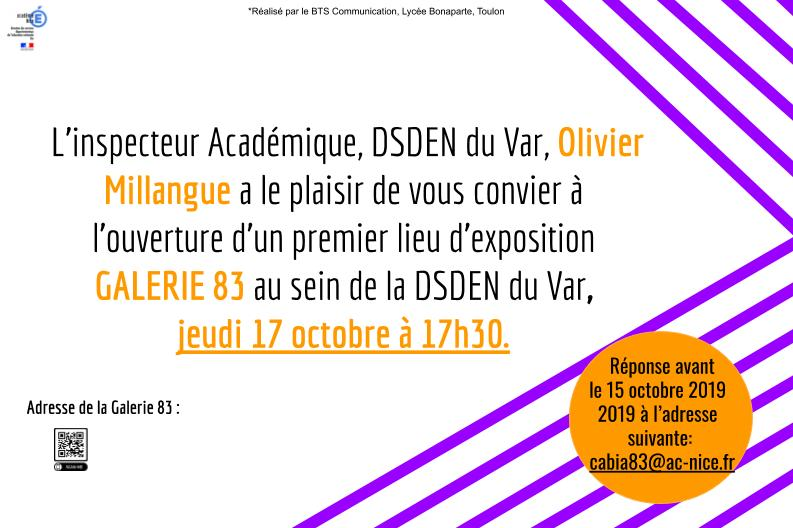 *Réalisé par le BTS Communication, Lycée Bonaparte, Toulon
L'inspecteur Académique, DSDEN du Var, Olivier
Millangue a le plaisir de vous convier à
l'ouverture d'un premier lieu d'exposition
GALERIE 83 au sein de la DSDEN du Var,
jeudi 17 octobre à 17h30.
Réponse avant
le 15 octobre 2019
2019 à l'adresse
suivante:
cabia83@ac-nice.fr
Adresse de la Galerie 83 :